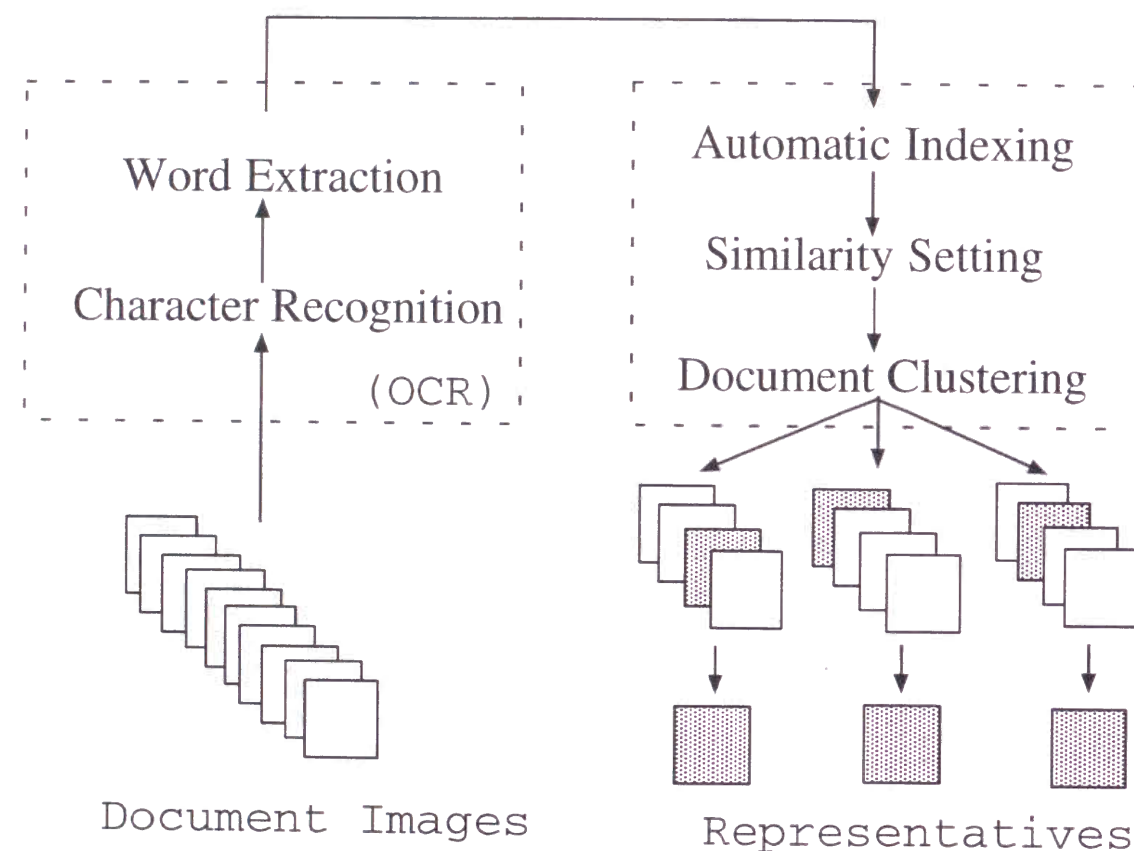 Word Extraction
Character Recognition
(OCR)
Document Images
Automatic Indexing
Similarity Setting
Document Clustering
Representatives